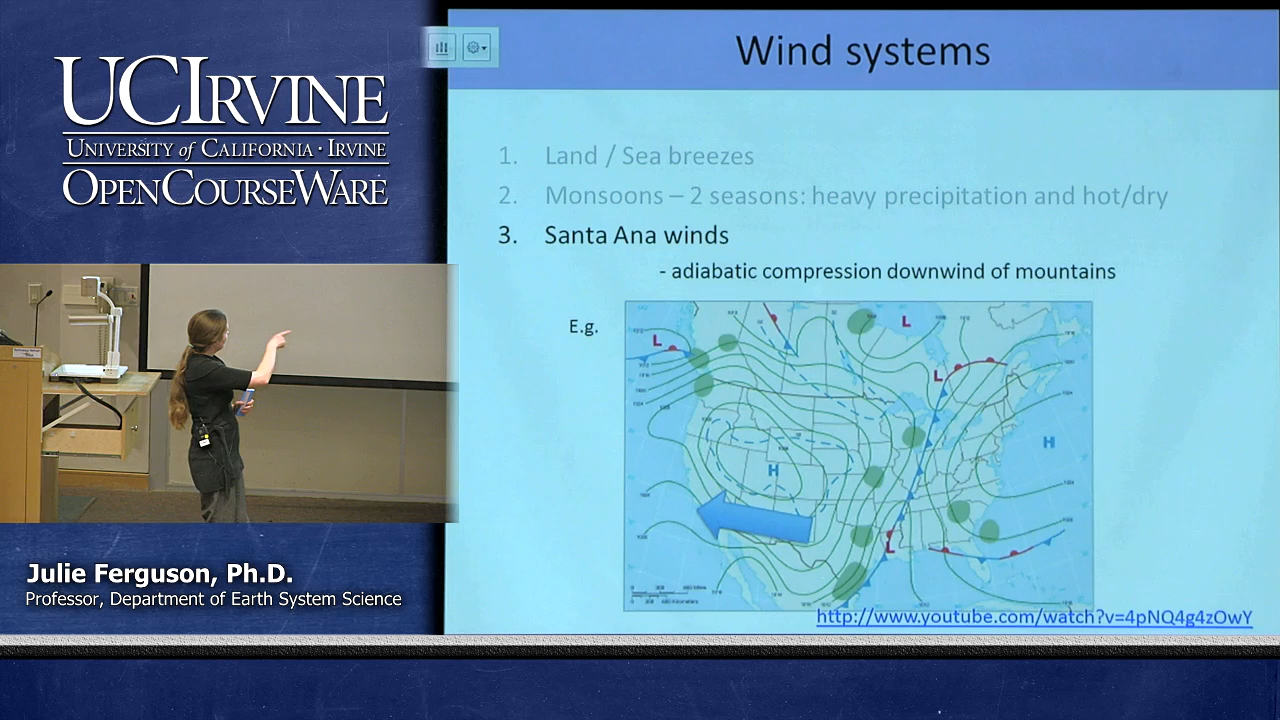 UCIRVINE
UNIVERSITY of CALIFORNIA · IRVINE
OPENCOURSEWARE
Julie Ferguson, Ph.D.
Professor, Department of Earth System Science
Wind systems
1. Land / Sea breezes
2. Monsoons – 2 seasons: heavy precipitation and hot/dry
3. Santa Ana winds
- adiabatic compression downwind of mountains
E.g.
L
L
L
H
H
L
http://www.youtube.com/watch?v=4pNQ4g4zOwY